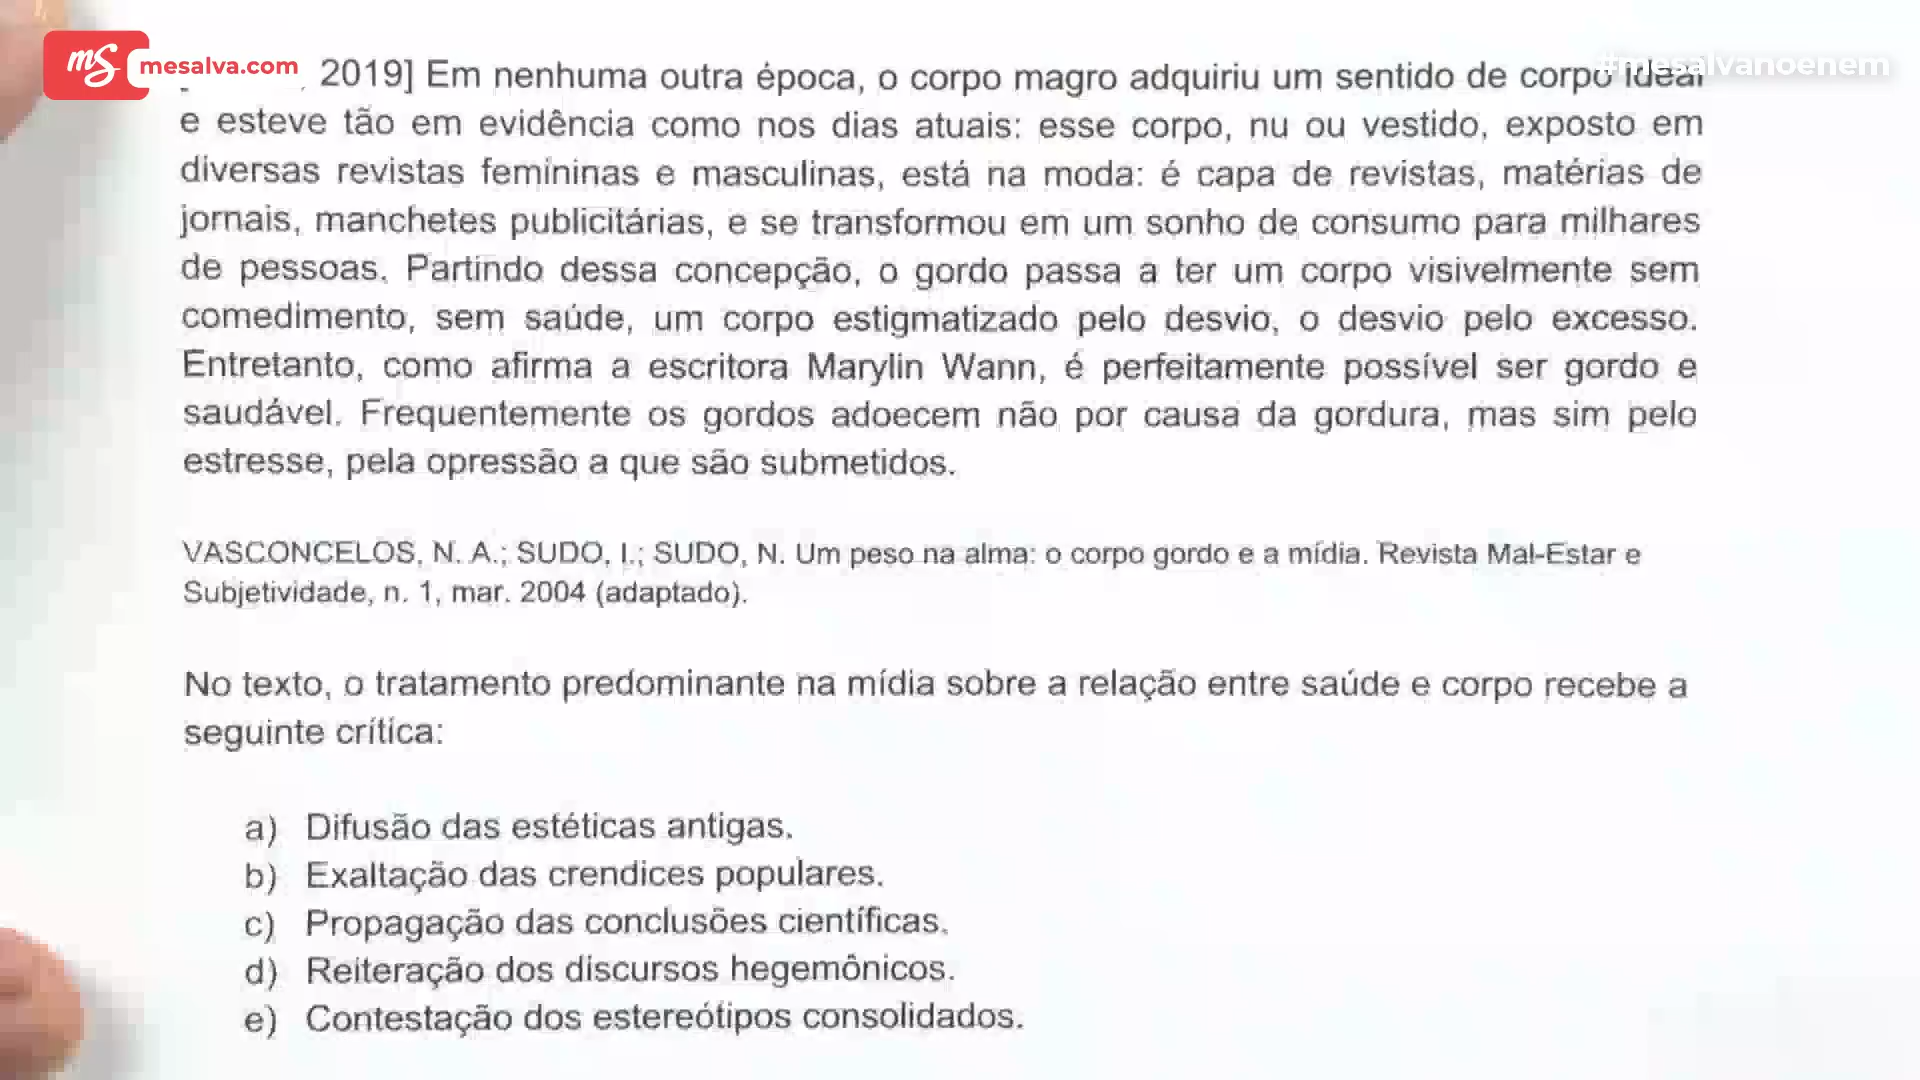 mS mesalva.com
#mesalvanoenem
, 2019] Em nenhuma outra época, o corpo magro adquiriu um sentido de corpo ideal
e esteve tão em evidência como nos dias atuais: esse corpo, nu ou vestido, exposto em
diversas revistas femininas e masculinas, está na moda: é capa de revistas, matérias de
jornais, manchetes publicitárias, e se transformou em um sonho de consumo para milhares
de pessoas. Partindo dessa concepção, o gordo passa a ter um corpo visivelmente sem
comedimento, sem saúde, um corpo estigmatizado pelo desvio, o desvio pelo excesso.
Entretanto, como afirma a escritora Marylin Wann, é perfeitamente possível ser gordo e
saudável. Frequentemente os gordos adoecem não por causa da gordura, mas sim pelo
estresse, pela opressão a que são submetidos.
VASCONCELOS, N. A.; SUDO, I.; SUDO, N. Um peso na alma: o corpo gordo e a mídia. Revista Mal-Estar e
Subjetividade, n. 1, mar. 2004 (adaptado).
No texto, o tratamento predominante na mídia sobre a relação entre saúde e corpo recebe a
seguinte crítica:
a) Difusão das estéticas antigas.
b) Exaltação das crendices populares.
c) Propagação das conclusões científicas.
d) Reiteração dos discursos hegemônicos.
e) Contestação dos estereótipos consolidados.